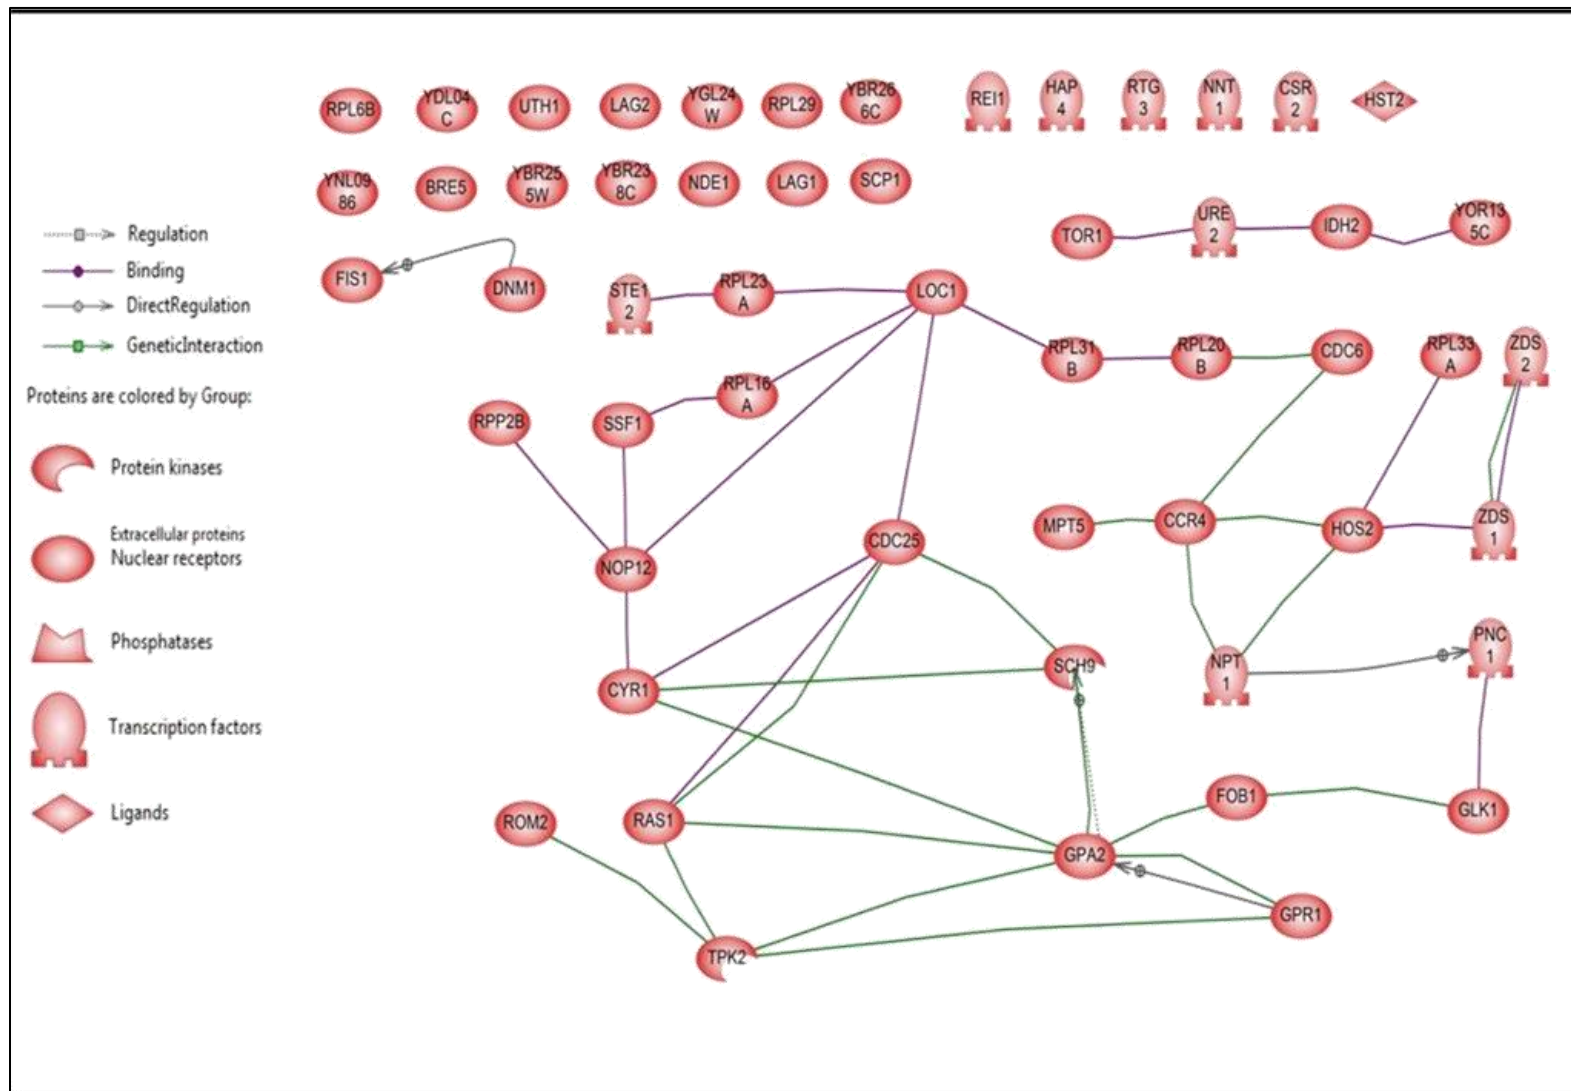 RPL6B
YDL04
C
UTH1
LAG2
YGL24
W
RPL29
YBR26
6C
REI1
HAP
4
RTG
3
NNT
1
CSR
2
HST2
YNL09
86
BRE5
YBR25
5W
YBR23
8C
NDE1
LAG1
SCP1
TOR1
URE
2
IDH2
YOR13
5C
Regulation
Binding
DirectRegulation
GeneticInteraction
FIS1
DNM1
STE1
2
RPL23
A
LOC1
RPL31
B
RPL20
B
CDC6
RPL33
A
ZDS
2
Proteins are colored by Group:
RPP2B
SSF1
RPL16
A
Protein kinases
Extracellular proteins
Nuclear receptors
NOP12
CDC25
MPT5
CCR4
HOS2
ZDS
1
Phosphatases
CYR1
SCH9
NPT
1
PNC
1
Transcription factors
Ligands
ROM2
RAS1
GPA2
FOB1
GLK1
TPK2
GPR1